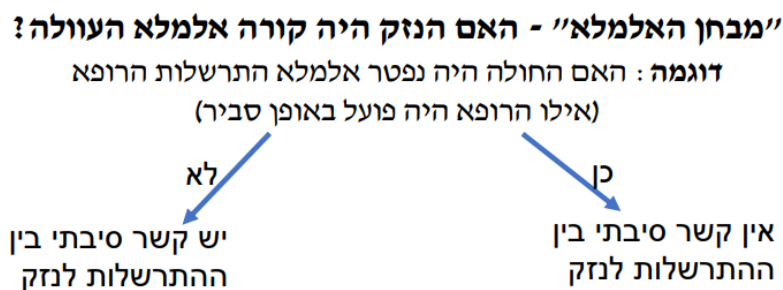 "מבחן האלמלא" - האם הנזק היה קורה אלמלא העוולה?
דוגמה: האם החולה היה נפטר אלמלא התרשלות הרופא
(אילו הרופא היה פועל באופן סביר)
כן
לא
אין קשר סיבתי בין
ההתרשלות לנזק
יש קשר סיבתי בין
ההתרשלות לנזק